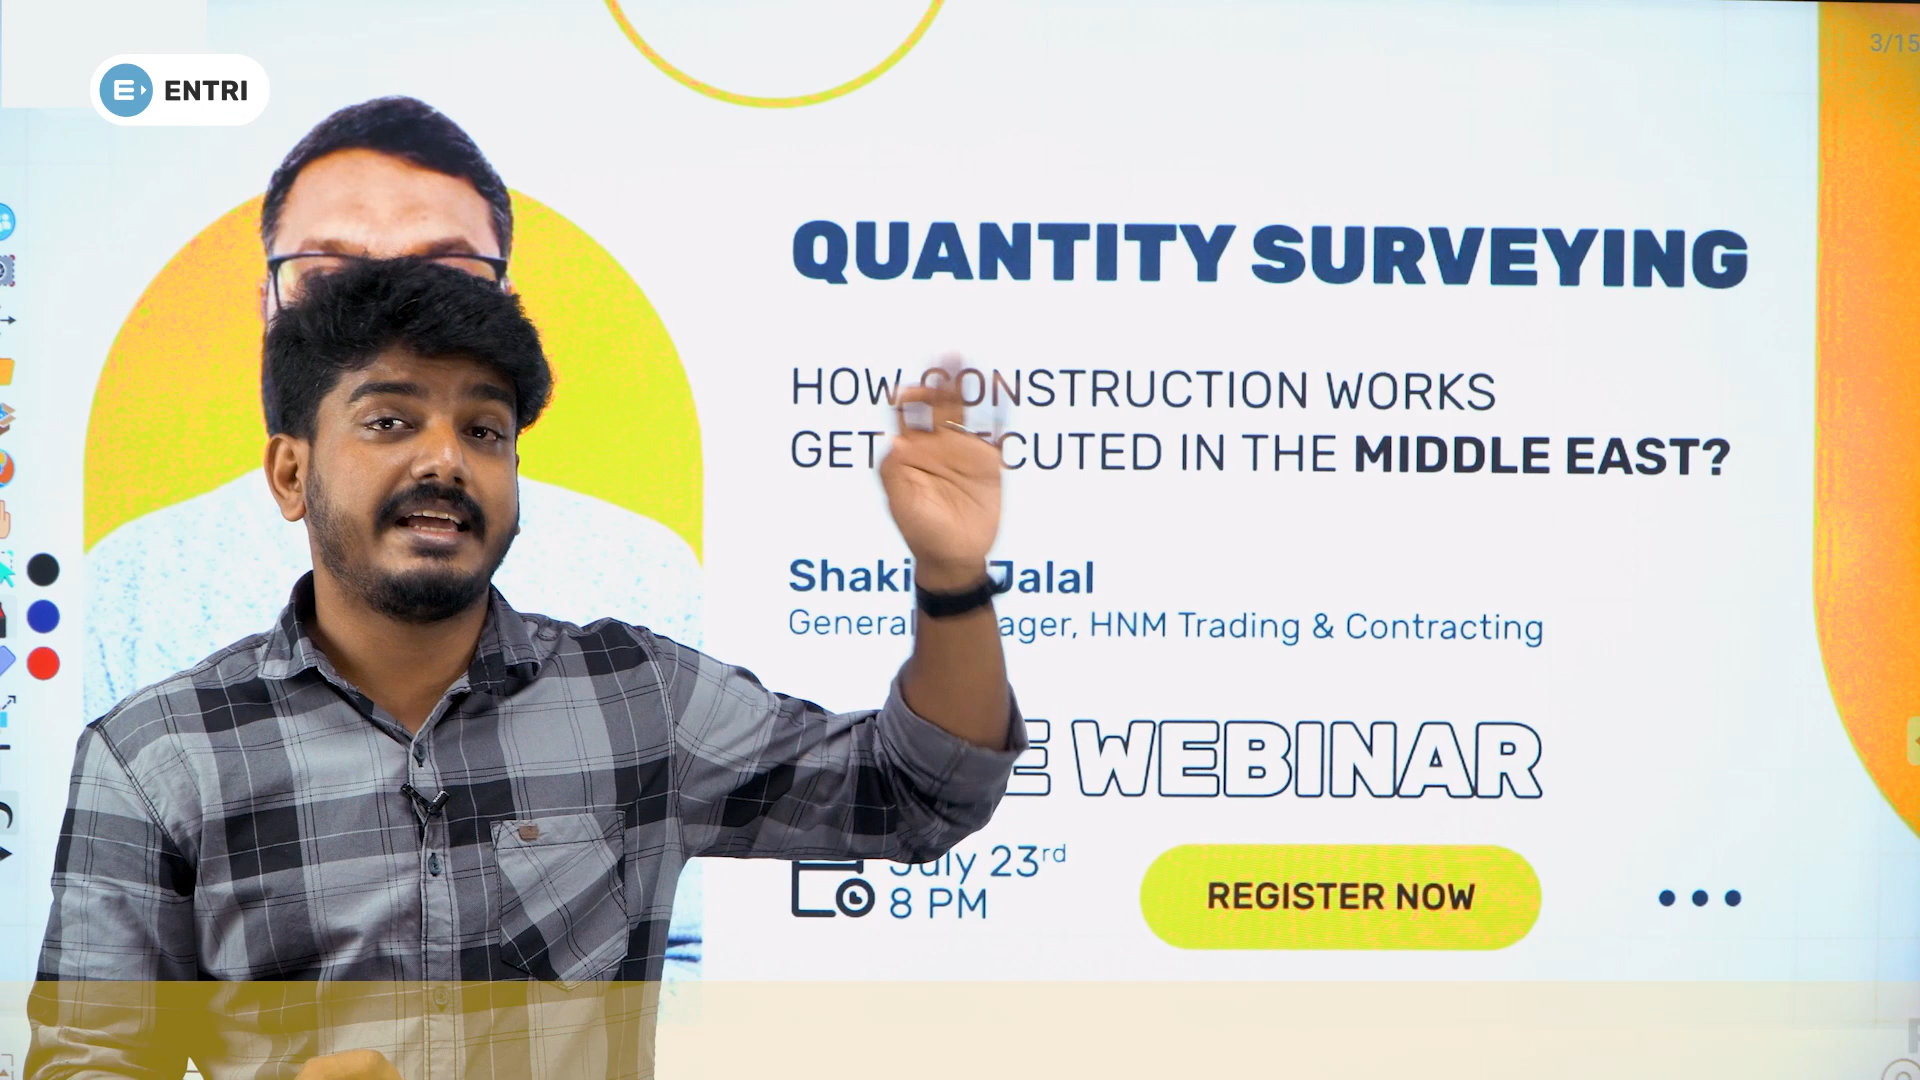 3/15
ENTRI
QUANTITY SURVEYING
HOW CONSTRUCTION WORKS
GET CUTED IN THE MIDDLE EAST?
Shaki Jalal
General ager, HNM Trading & Contracting
E WEBINAR
July 23rd
8 PM
REGISTER NOW